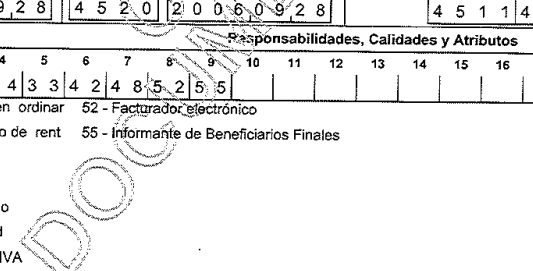 9 2 8 4 5 2 0 2 0 0 6 0 9 2 8 4 5 1 1 4
Responsabilidades, Calidades y Atributos
4 5 6 7 8 9 10 11 12 13 14 15 16
4 3 3 4 2 4 8 5 2 5 5
en ordinar 52 - Facturador electrónico
o de rent 55 - Informante de Beneficiarios Finales
o
d
IVA
DOCUME